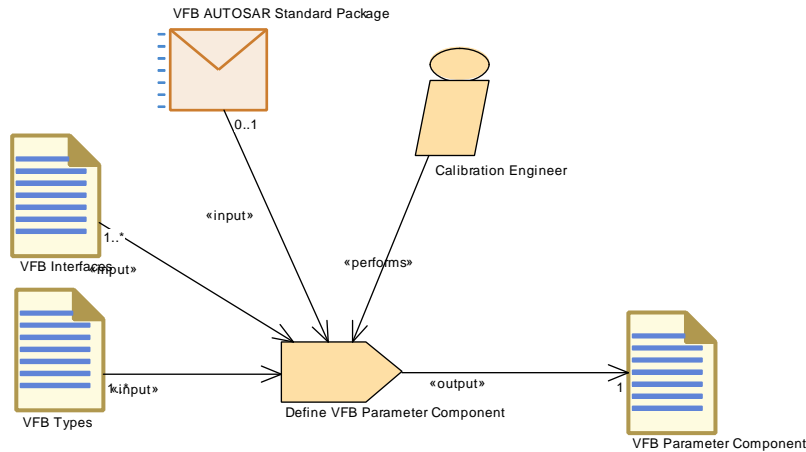 VFB AUTOSAR Standard Package
0..1
Calibration Engineer
«input»
1..*
«performs»
VFB Interfaces
«input»
1..*
«input»
«output»
1
Define VFB Parameter Component
VFB Types
VFB Parameter Component